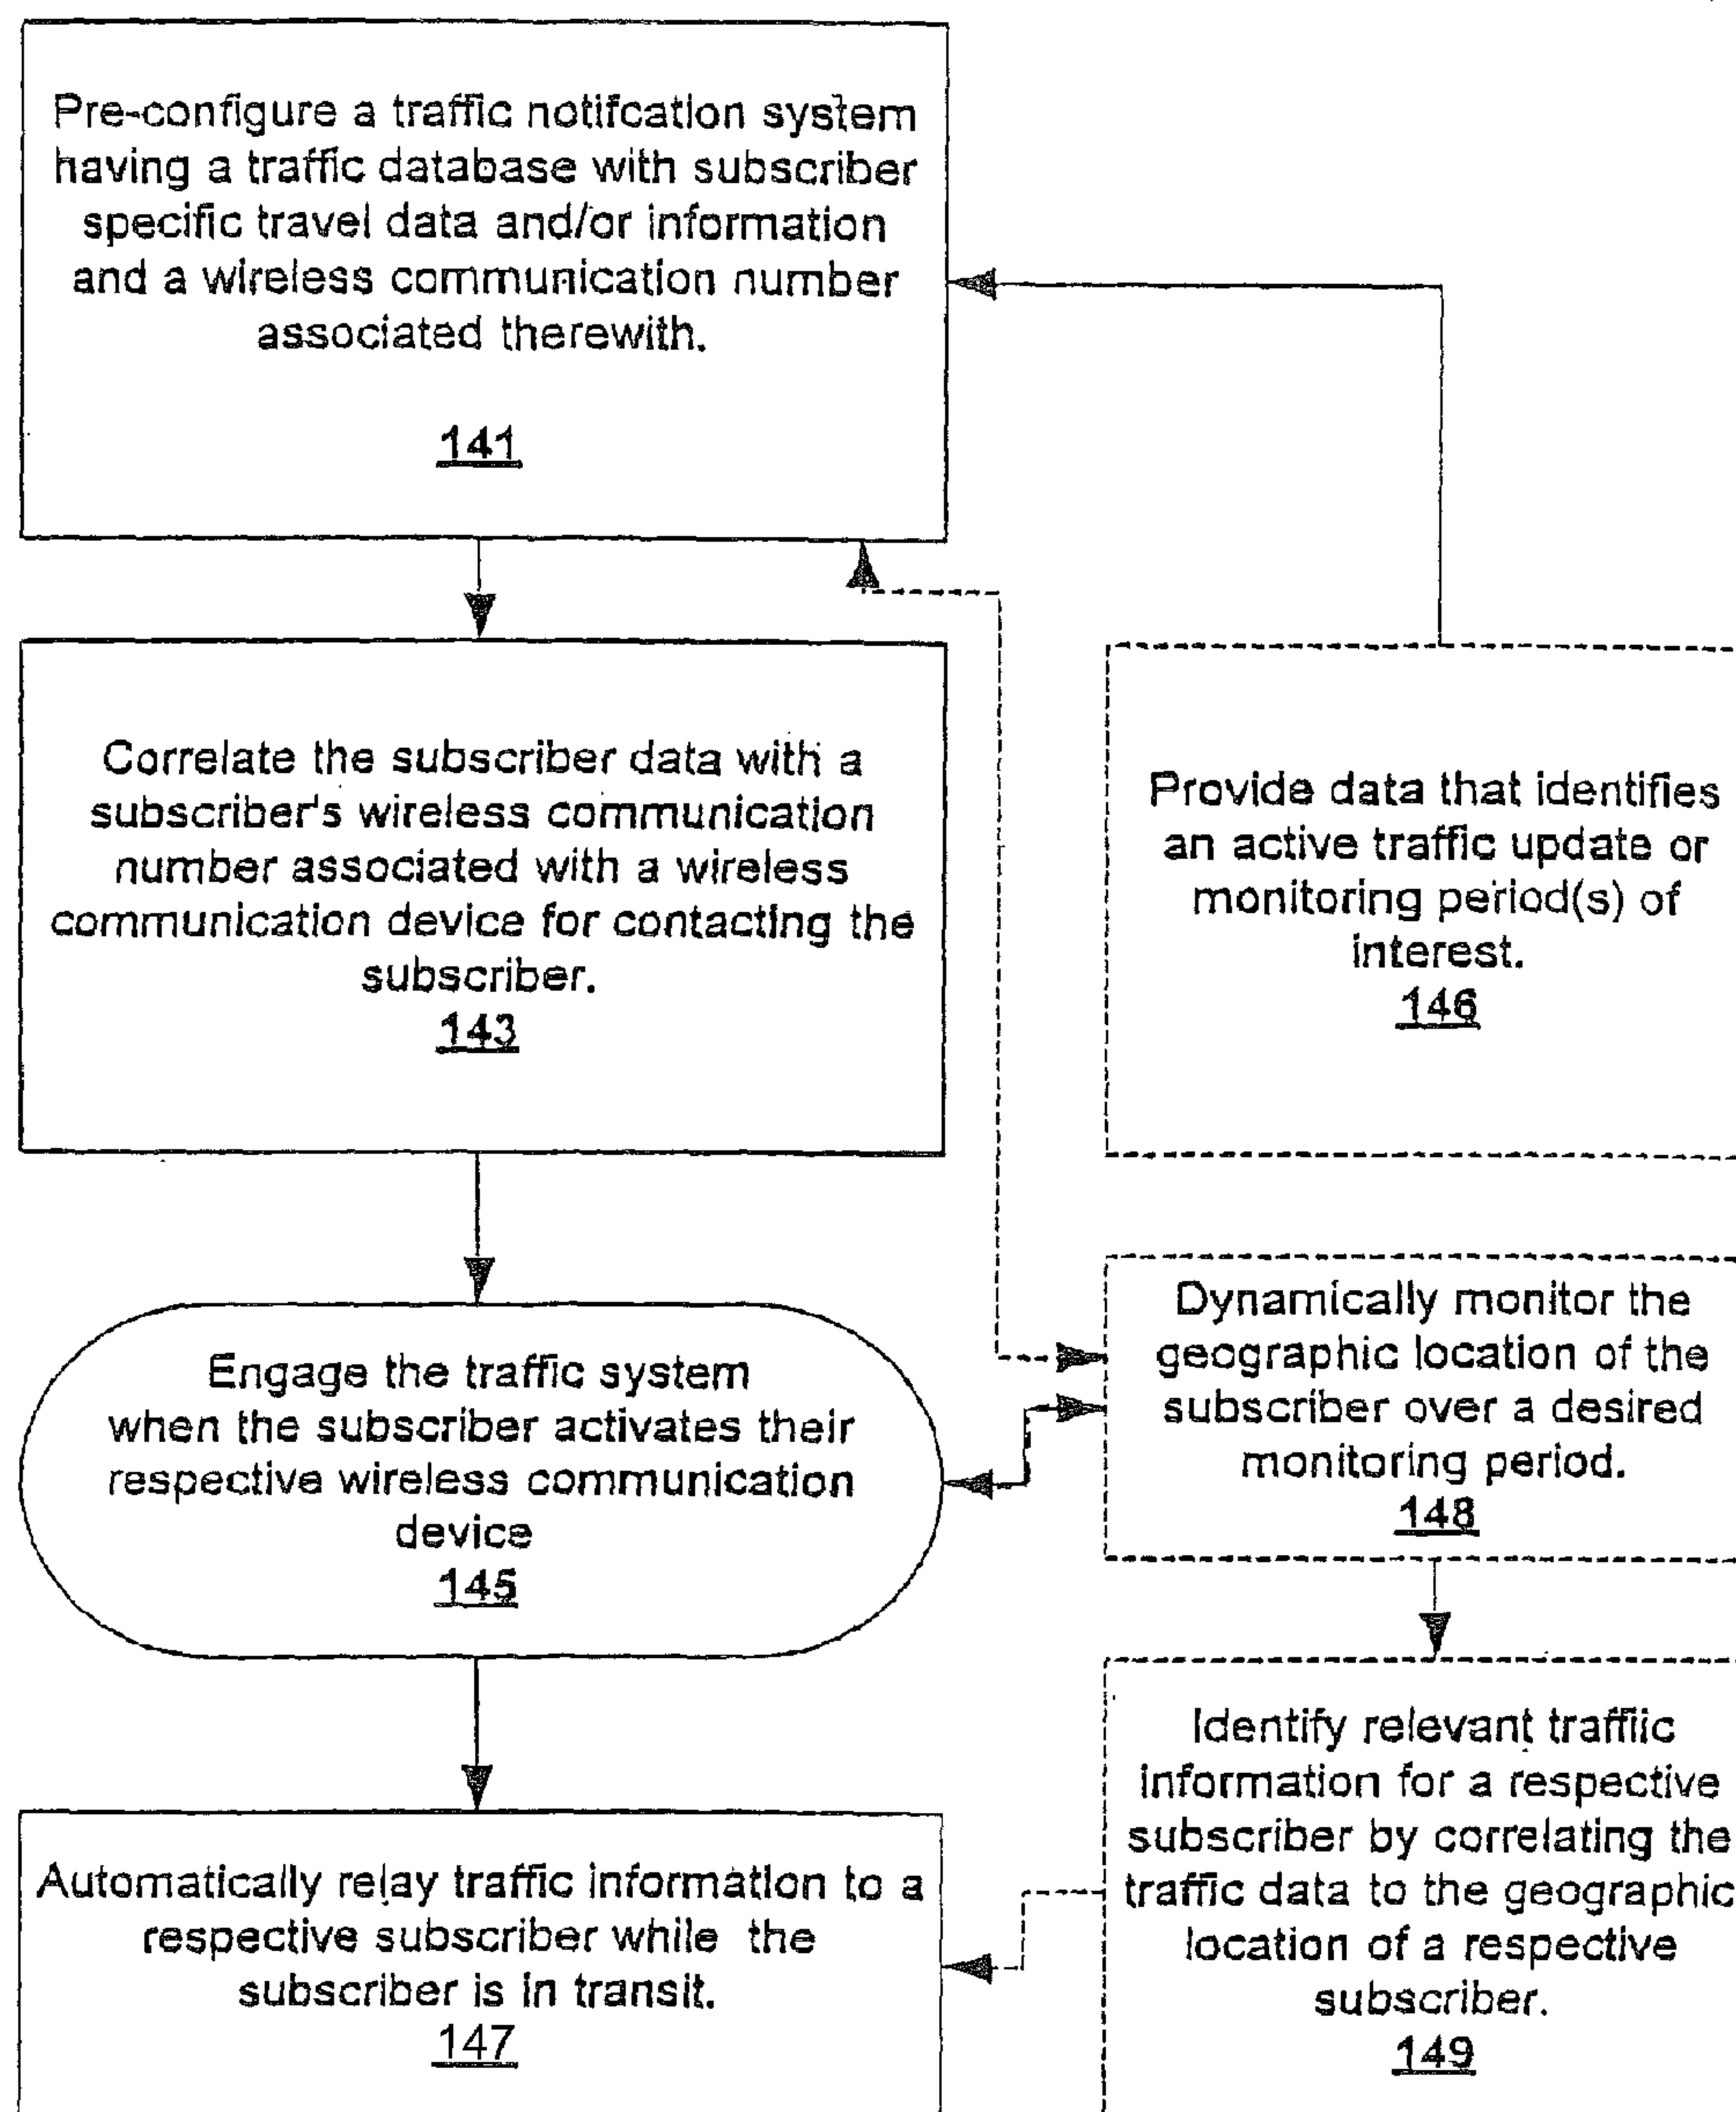 Pre-configure a traffic notifcation system
having a traffic database with subscriber
specific travel data and/or information
and a wireless communication number
associated therewith.
141
Correlate the subscriber data with a
subscriber's wireless communication
number associated with a wireless
communication device for contacting the
subscriber.
143
Provide data that identifies
an active traffic update or
monitoring period(s) of
interest.
146
Engage the traffic system
when the subscriber activates their
respective wireless communication
device
145
Dynamically monitor the
geographic location of the
subscriber over a desired
monitoring period.
148
Automatically relay traffic information to a
respective subscriber while the
subscriber is in transit.
147
Identify relevant traffiic
information for a respective
subscriber by correlating the
traffic data to the geographic
location of a respective
subscriber.
149